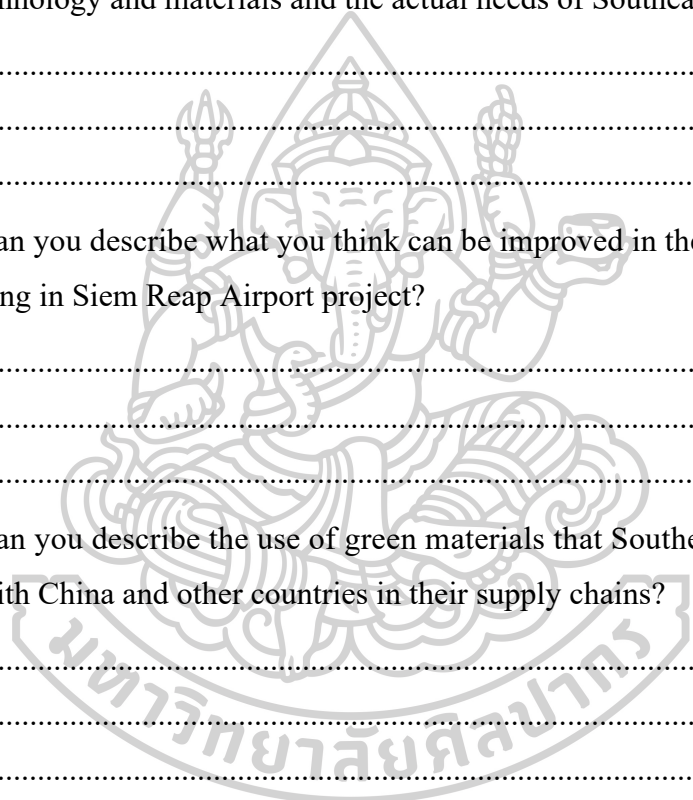 nology and materials and the actual needs of Southea
an you describe what you think can be improved in the
ng in Siem Reap Airport project?
an you describe the use of green materials that Southe
ith China and other countries in their supply chains?
มหาวิทยาลัยศิลปากร